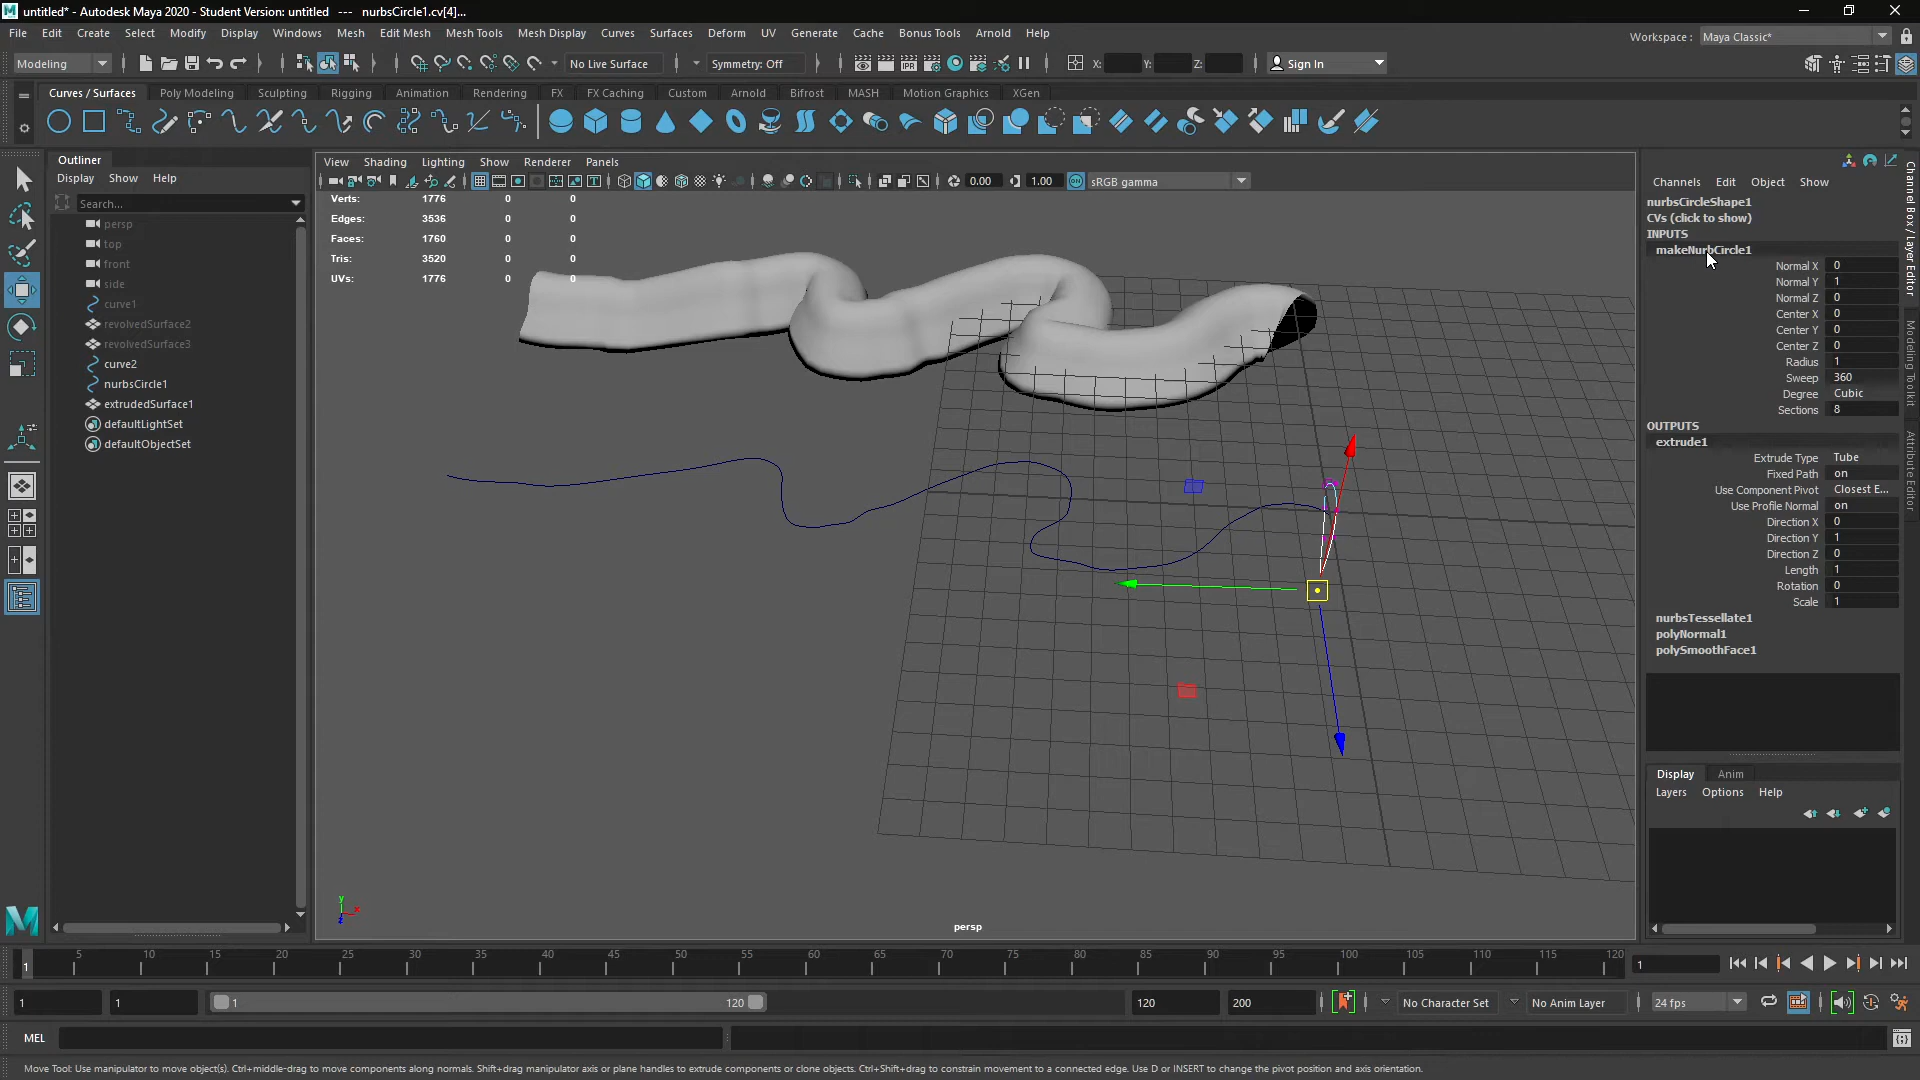 untitled* - Autodesk Maya 2020 - Student Version: untitled --- nurbsCircle1.cv[4]...
File Edit Create Select Modify Display Windows Mesh Edit Mesh Mesh Tools Mesh Display Curves Surfaces Deform UV Generate Cache Bonus Tools Arnold Help
Workspace : Maya Classic*
Modeling No Live Surface Symmetry: Off X: Y: Z: Sign In
Curves / Surfaces Poly Modeling Sculpting Rigging Animation Rendering FX FX Caching Custom Arnold Bifrost MASH Motion Graphics XGen
Outliner
Display Show Help
Search...
persp
top
front
side
curve1
revolvedSurface2
revolvedSurface3
curve2
nurbsCircle1
extrudedSurface1
defaultLightSet
defaultObjectSet
View Shading Lighting Show Renderer Panels
0.00 1.00 ON sRGB gamma
Verts: 1776 0 0
Edges: 3536 0 0
Faces: 1760 0 0
Tris: 3520 0 0
UVs: 1776 0 0
y
x
z
persp
Channels Edit Object Show
nurbsCircleShape1
CVs (click to show)
INPUTS
makeNurbCircle1
Normal X 0
Normal Y 1
Normal Z 0
Center X 0
Center Y 0
Center Z 0
Radius 1
Sweep 360
Degree Cubic
Sections 8
OUTPUTS
extrude1
Extrude Type Tube
Fixed Path on
Use Component Pivot Closest E...
Use Profile Normal on
Direction X 0
Direction Y 1
Direction Z 0
Length 1
Rotation 0
Scale 1
nurbsTessellate1
polyNormal1
polySmoothFace1
Display Anim
Layers Options Help
Channel Box / Layer Editor
Modeling Toolkit
Attribute Editor
1 5 10 15 20 25 30 35 40 45 50 55 60 65 70 75 80 85 90 95 100 105 110 115 120 1
1 1 1 120 120 200 No Character Set No Anim Layer 24 fps
MEL
Move Tool: Use manipulator to move object(s). Ctrl+middle-drag to move components along normals. Shift+drag manipulator axis or plane handles to extrude components or clone objects. Ctrl+Shift+drag to constrain movement to a connected edge. Use D or INSERT to change the pivot position and axis orientation.